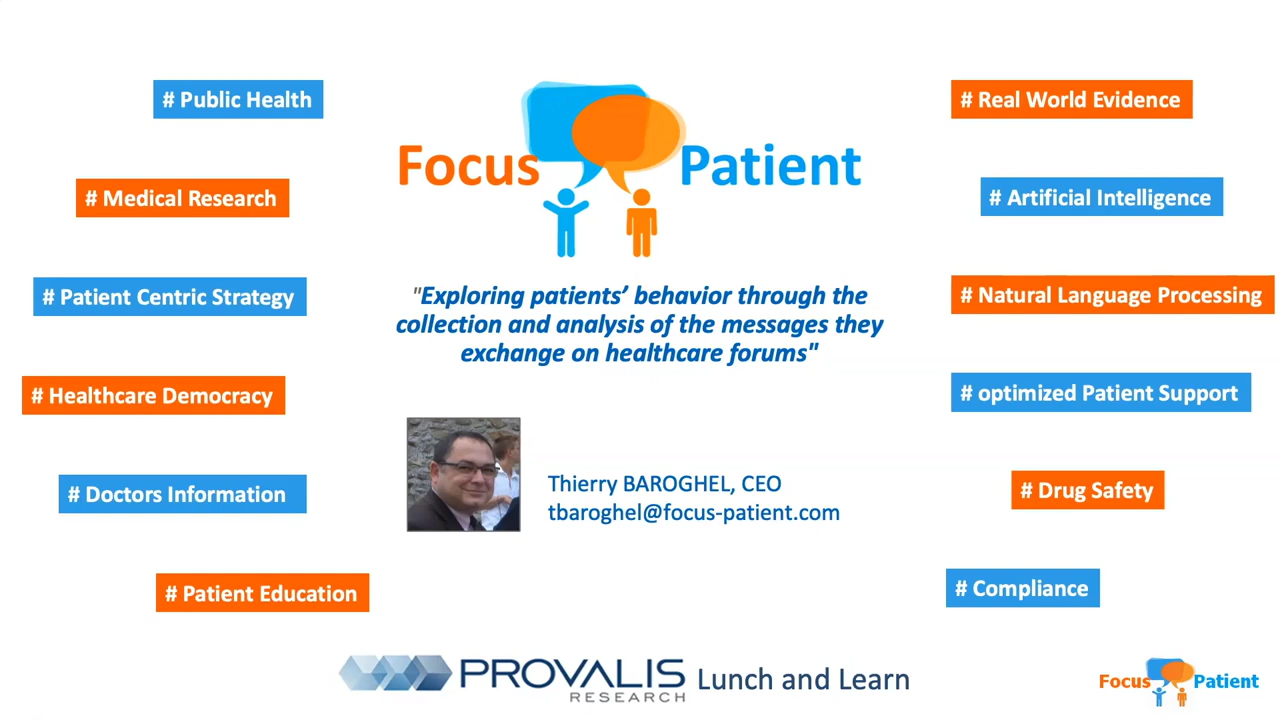 # Public Health
# Medical Research
# Patient Centric Strategy
# Healthcare Democracy
# Doctors Information
# Patient Education
Focus Patient
"Exploring patients’ behavior through the
collection and analysis of the messages they
exchange on healthcare forums"
Thierry BAROGHEL, CEO
tbaroghel@focus-patient.com
# Real World Evidence
# Artificial Intelligence
# Natural Language Processing
# optimized Patient Support
# Drug Safety
# Compliance
PROVALIS
RESEARCH
Lunch and Learn
Focus Patient